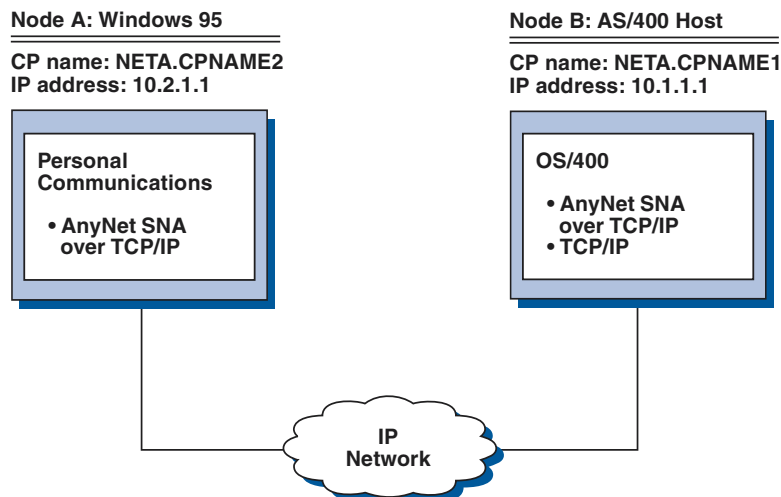 Node A: Windows 95
CP name: NETA.CPNAME2
IP address: 10.2.1.1
Personal
Communications
• AnyNet SNA
over TCP/IP
Node B: AS/400 Host
CP name: NETA.CPNAME1
IP address: 10.1.1.1
OS/400
• AnyNet SNA
over TCP/IP
• TCP/IP
IP
Network